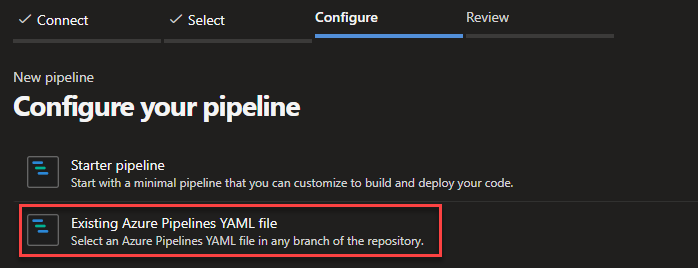 ✓ Connect
✓ Select
Configure
Review
New pipeline
Configure your pipeline
Starter pipeline
Start with a minimal pipeline that you can customize to build and deploy your code.
Existing Azure Pipelines YAML file
Select an Azure Pipelines YAML file in any branch of the repository.